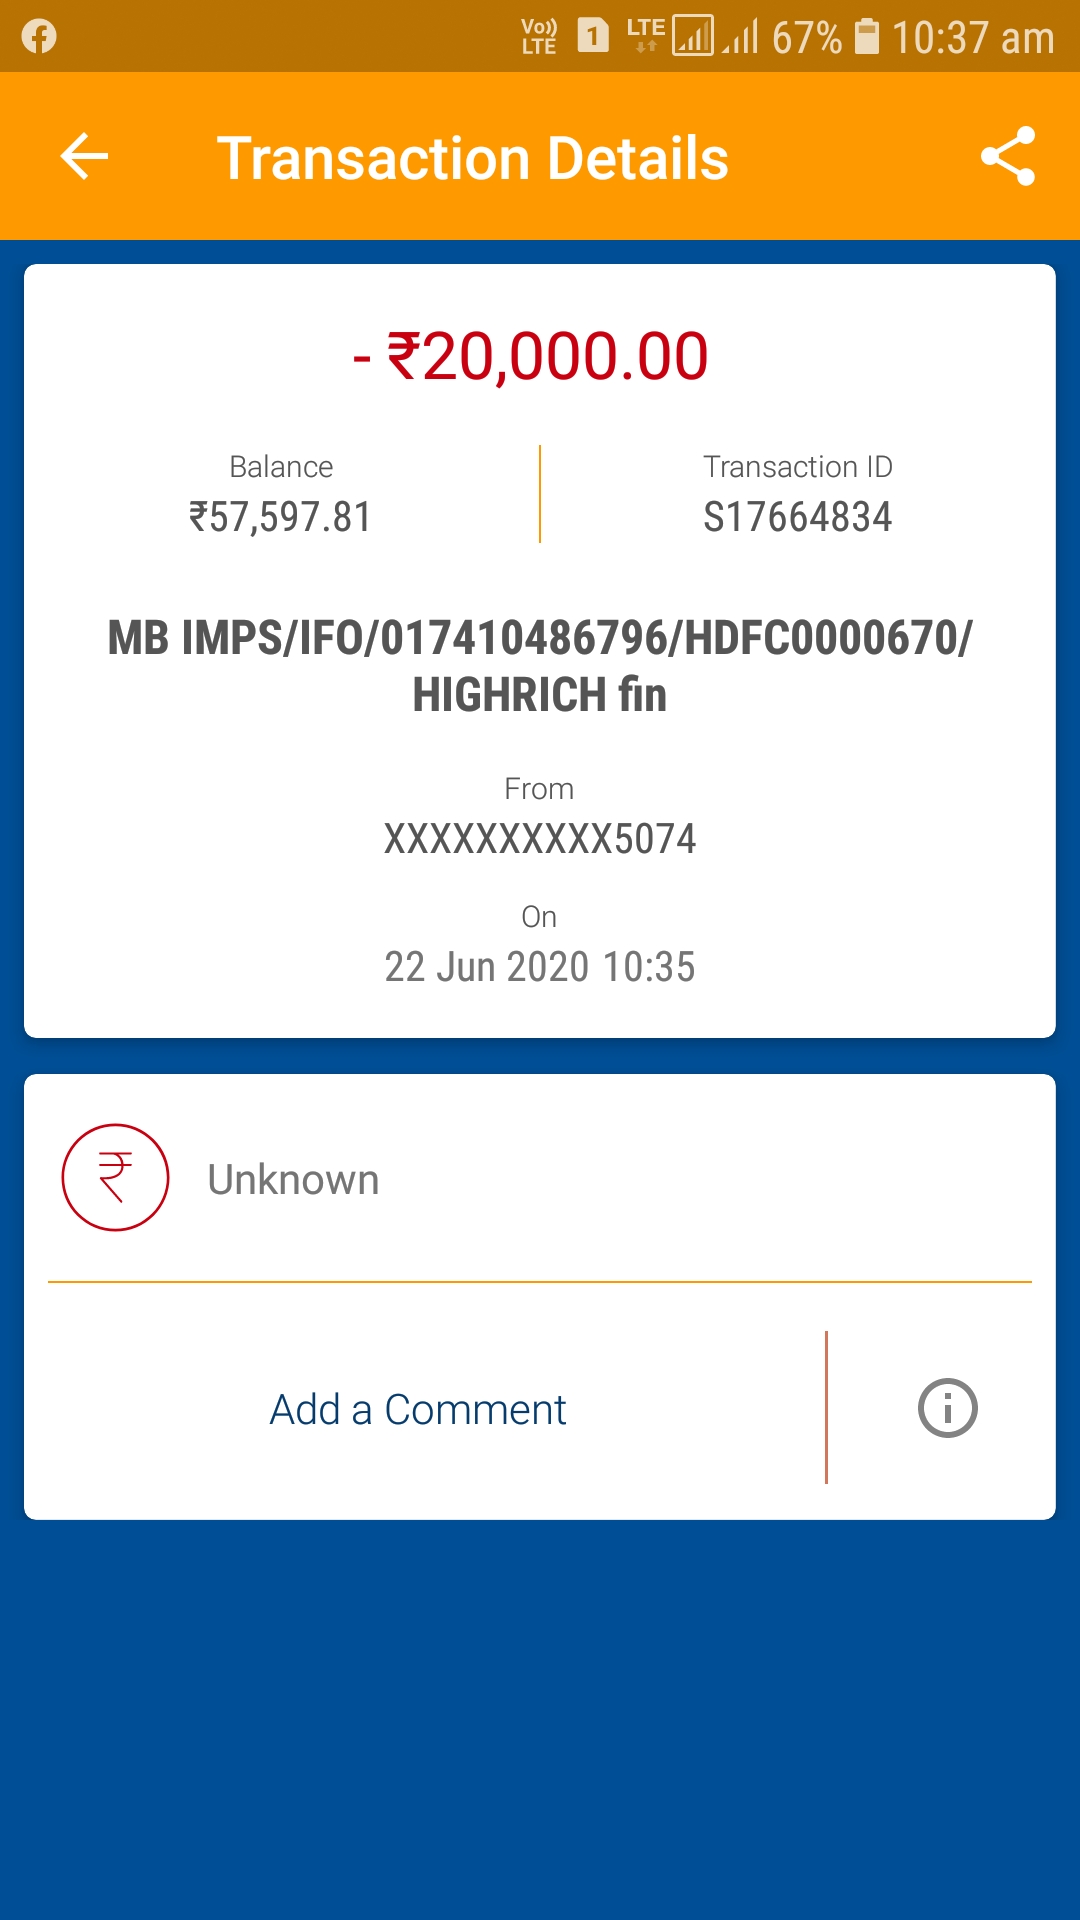 Vo)) LTE 1 LTE 67% 10:37 am
Transaction Details
- ₹20,000.00
Balance
₹57,597.81
Transaction ID
S17664834
MB IMPS/IFO/017410486796/HDFC0000670/
HIGHRICH fin
From
XXXXXXXXXX5074
On
22 Jun 2020 10:35
₹ Unknown
Add a Comment